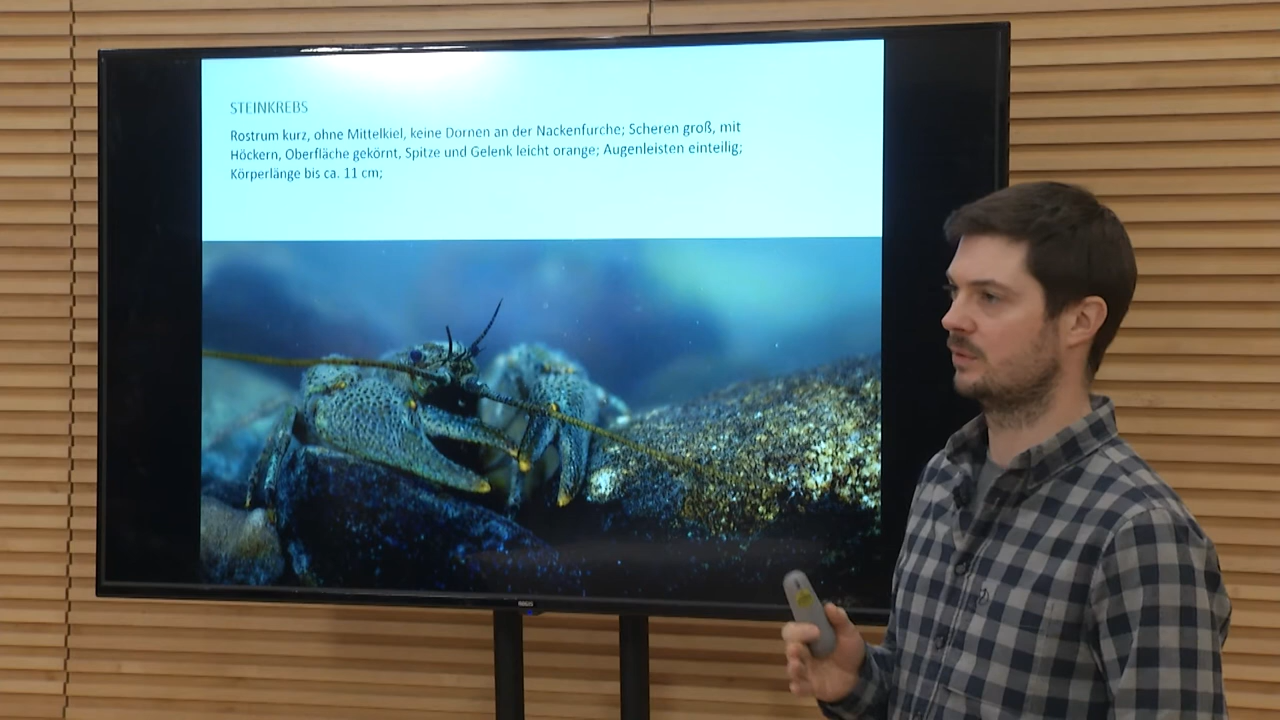 STEINKREBS
Rostrum kurz, ohne Mittelkiel, keine Dornen an der Nackenfurche; Scheren groß, mit
Höckern, Oberfläche gekörnt, Spitze und Gelenk leicht orange; Augenleisten einteilig;
Körperlänge bis ca. 11 cm;